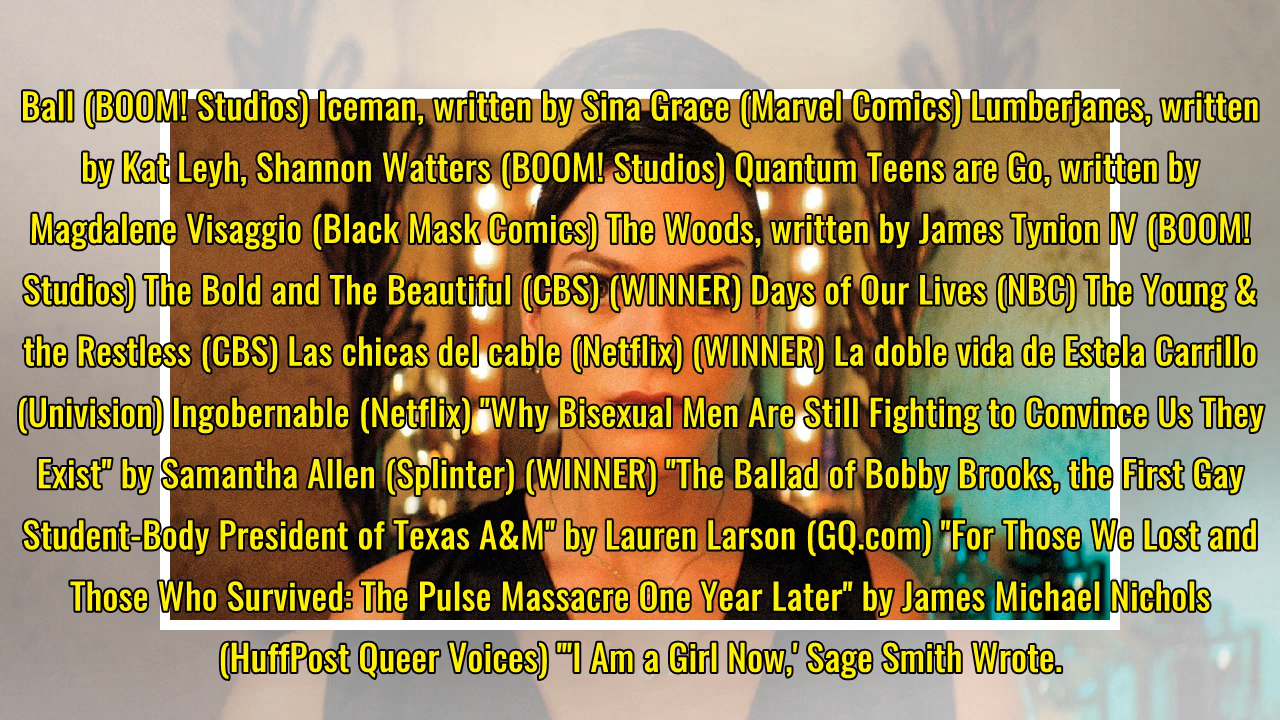 Ball (BOOM! Studios) Iceman, written by Sina Grace (Marvel Comics) Lumberjanes, written
by Kat Leyh, Shannon Watters (BOOM! Studios) Quantum Teens are Go, written by
Magdalene Visaggio (Black Mask Comics) The Woods, written by James Tynion IV (BOOM!
Studios) The Bold and The Beautiful (CBS) (WINNER) Days of Our Lives (NBC) The Young &
the Restless (CBS) Las chicas del cable (Netflix) (WINNER) La doble vida de Estela Carrillo
(Univision) Ingobernable (Netflix) "Why Bisexual Men Are Still Fighting to Convince Us They
Exist" by Samantha Allen (Splinter) (WINNER) "The Ballad of Bobby Brooks, the First Gay
Student-Body President of Texas A&M" by Lauren Larson (GQ.com) "For Those We Lost and
Those Who Survived: The Pulse Massacre One Year Later" by James Michael Nichols
(HuffPost Queer Voices) "'I Am a Girl Now,' Sage Smith Wrote.